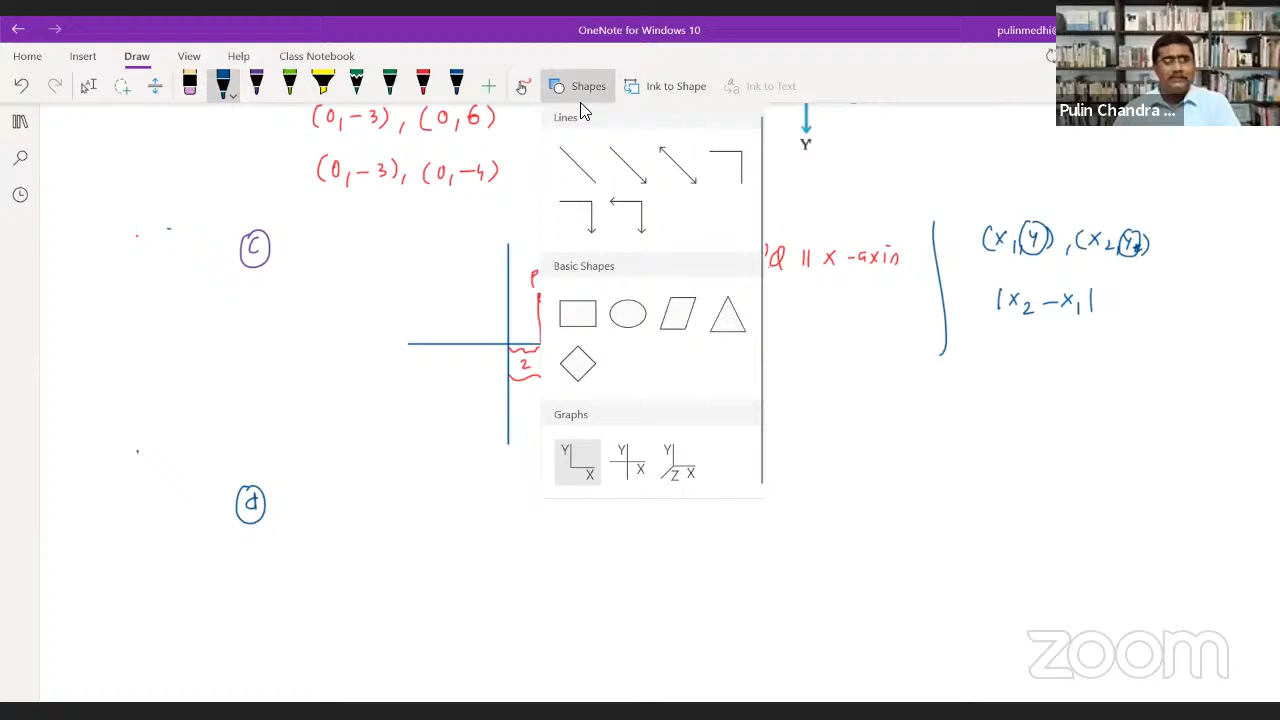 OneNote for Windows 10
pulinmedhi@
Home Insert Draw View Help Class Notebook
Shapes Ink to Shape Ink to Text
Pulin Chandra ...
(0,-3), (0,6)
Lines
Y'
(0,-3), (0,-4)
C
P
Q || x-axis
(x1,y), (x2,y)
Basic Shapes
|x2-x1|
2
Graphs
Y X Y X Y Z X
d
zoom